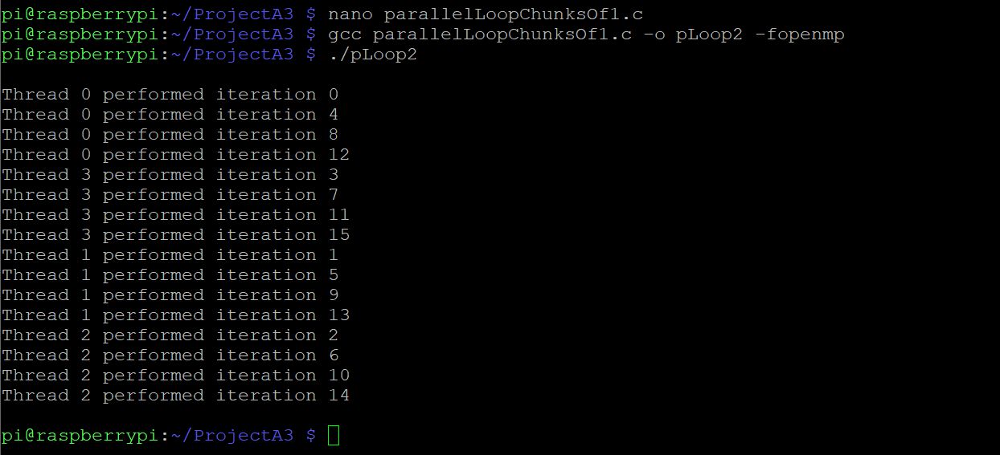 pi@raspberrypi:~/ProjectA3 $ nano parallelLoopChunksOf1.c
pi@raspberrypi:~/ProjectA3 $ gcc parallelLoopChunksOf1.c -o pLoop2 -fopenmp
pi@raspberrypi:~/ProjectA3 $ ./pLoop2
Thread 0 performed iteration 0
Thread 0 performed iteration 4
Thread 0 performed iteration 8
Thread 0 performed iteration 12
Thread 3 performed iteration 3
Thread 3 performed iteration 7
Thread 3 performed iteration 11
Thread 3 performed iteration 15
Thread 1 performed iteration 1
Thread 1 performed iteration 5
Thread 1 performed iteration 9
Thread 1 performed iteration 13
Thread 2 performed iteration 2
Thread 2 performed iteration 6
Thread 2 performed iteration 10
Thread 2 performed iteration 14
pi@raspberrypi:~/ProjectA3 $